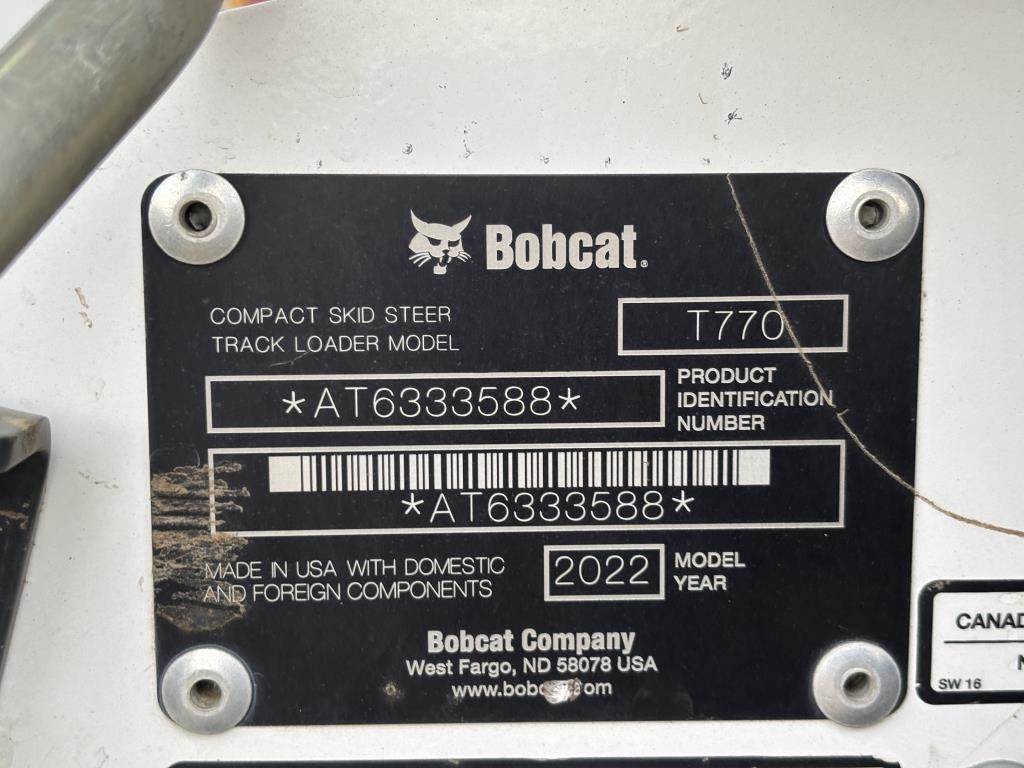 Bobcat®
COMPACT SKID STEER
TRACK LOADER MODEL
T770
*AT6333588*
PRODUCT
IDENTIFICATION
NUMBER
*AT6333588*
MADE IN USA WITH DOMESTIC
AND FOREIGN COMPONENTS
2022
MODEL
YEAR
Bobcat Company
West Fargo, ND 58078 USA
SW 16